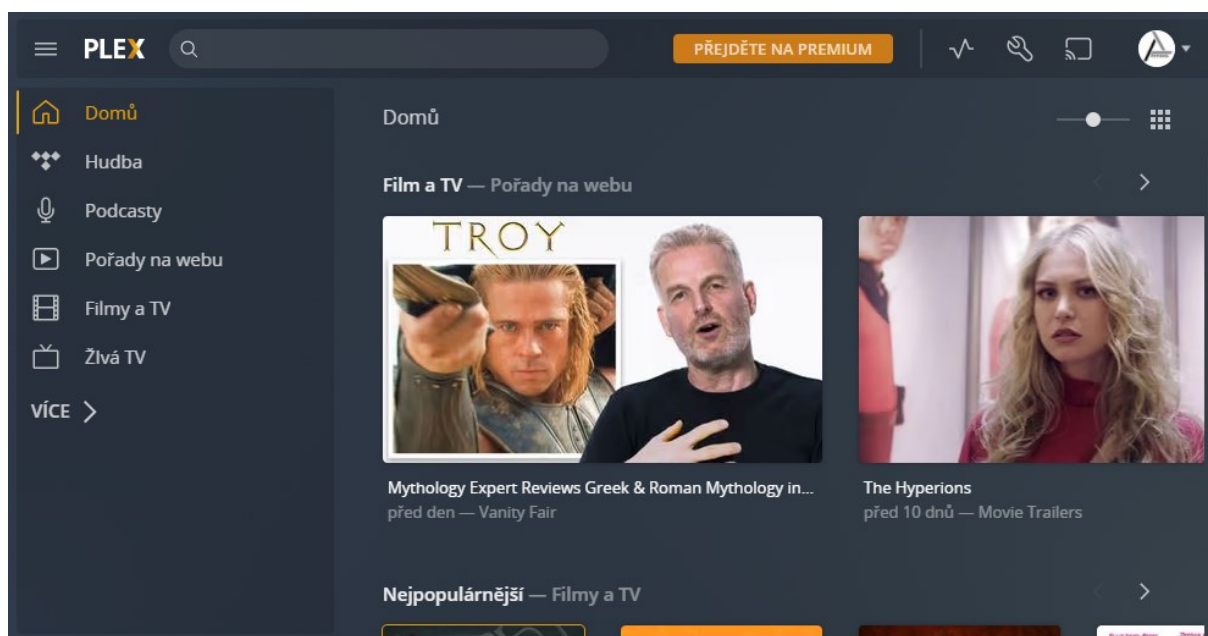 PLEX
PŘEJDĚTE NA PREMIUM
Domů
Hudba
Podcasty
Pořady na webu
Filmy a TV
Žlvá TV
VÍCE
Domů
Film a TV — Pořady na webu
TROY
Mythology Expert Reviews Greek & Roman Mythology in...
před den — Vanity Fair
The Hyperions
před 10 dnů — Movie Trailers
Nejpopulárnější — Filmy a TV